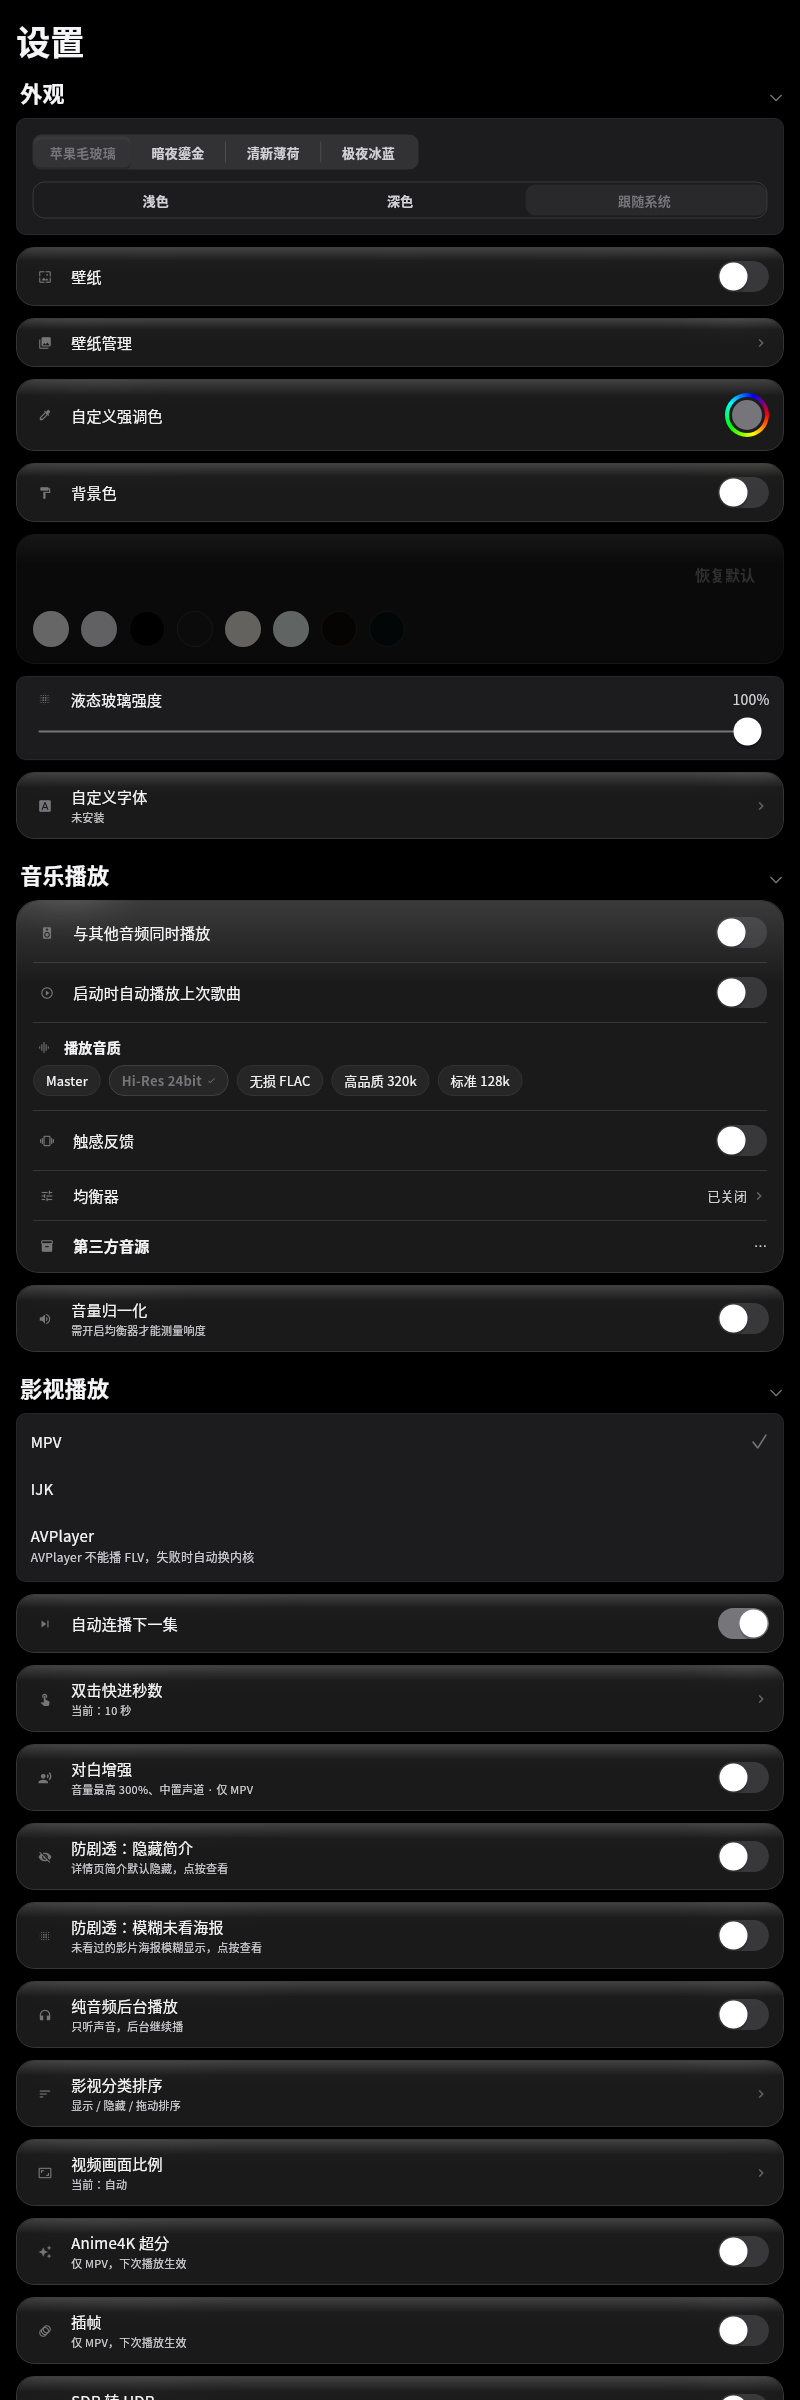 设置
外观
苹果毛玻璃 暗夜鎏金 清新薄荷 极夜冰蓝
浅色 深色 跟随系统
壁纸
壁纸管理
自定义强调色
背景色
恢复默认
液态玻璃强度 100%
自定义字体
未安装
音乐播放
与其他音频同时播放
启动时自动播放上次歌曲
播放音质
Master Hi-Res 24bit 无损 FLAC 高品质 320k 标准 128k
触感反馈
均衡器 已关闭
第三方音源 ...
音量归一化
需开启均衡器才能测量响度
影视播放
MPV
IJK
AVPlayer
AVPlayer 不能播 FLV，失败时自动换内核
自动连播下一集
双击快进秒数
当前：10 秒
对白增强
音量最高 300%、中置声道 · 仅 MPV
防剧透：隐藏简介
详情页简介默认隐藏，点按查看
防剧透：模糊未看海报
未看过的影片海报模糊显示，点按查看
纯音频后台播放
只听声音，后台继续播
影视分类排序
显示 / 隐藏 / 拖动排序
视频画面比例
当前：自动
Anime4K 超分
仅 MPV，下次播放生效
插帧
仅 MPV，下次播放生效
SDR 转 HDR